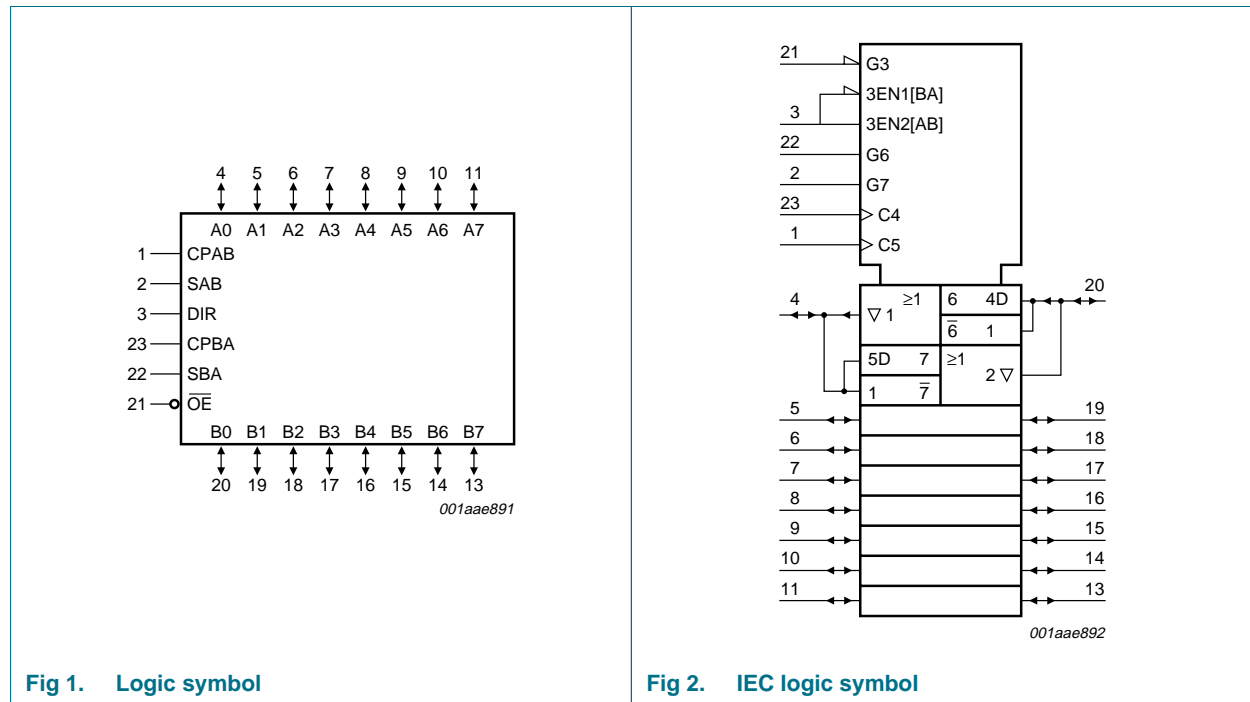 4 5 6 7 8 9 10 11
A0 A1 A2 A3 A4 A5 A6 A7
1 CPAB
2 SAB
3 DIR
23 CPBA
22 SBA
21 O̅E̅
B0 B1 B2 B3 B4 B5 B6 B7
20 19 18 17 16 15 14 13
001aae891
Fig 1. Logic symbol
21 G3
3EN1[BA]
3 3EN2[AB]
22 G6
2 G7
23 C4
1 C5
4 ▽ 1 ≥1 6 4D 20
6̅ 1
5D 7 ≥1
2 ▽
1 7̅
5 19
6 18
7 17
8 16
9 15
10 14
11 13
001aae892
Fig 2. IEC logic symbol